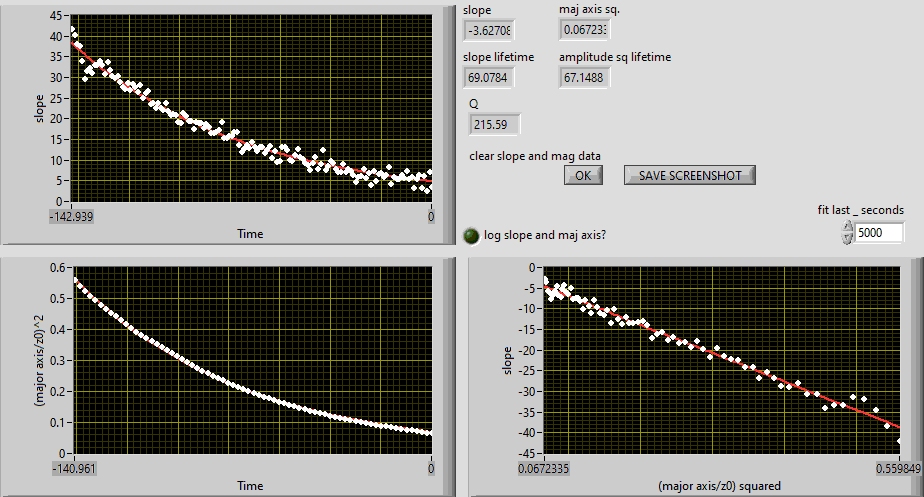 45
40
35
30
25
20
15
10
5
0
slope
-142.939
0
Time
slope
maj axis sq.
-3.62708
0.067233
slope lifetime
amplitude sq lifetime
69.0784
67.1488
Q
215.59
clear slope and mag data
OK
SAVE SCREENSHOT
fit last _ seconds
5000
log slope and maj axis?
0.6
0.5
0.4
0.3
0.2
0.1
0
(major axis/z0)^2
-140.961
0
Time
0
-5
-10
-15
-20
-25
-30
-35
-40
-45
slope
0.0672335
0.559849
(major axis/z0) squared